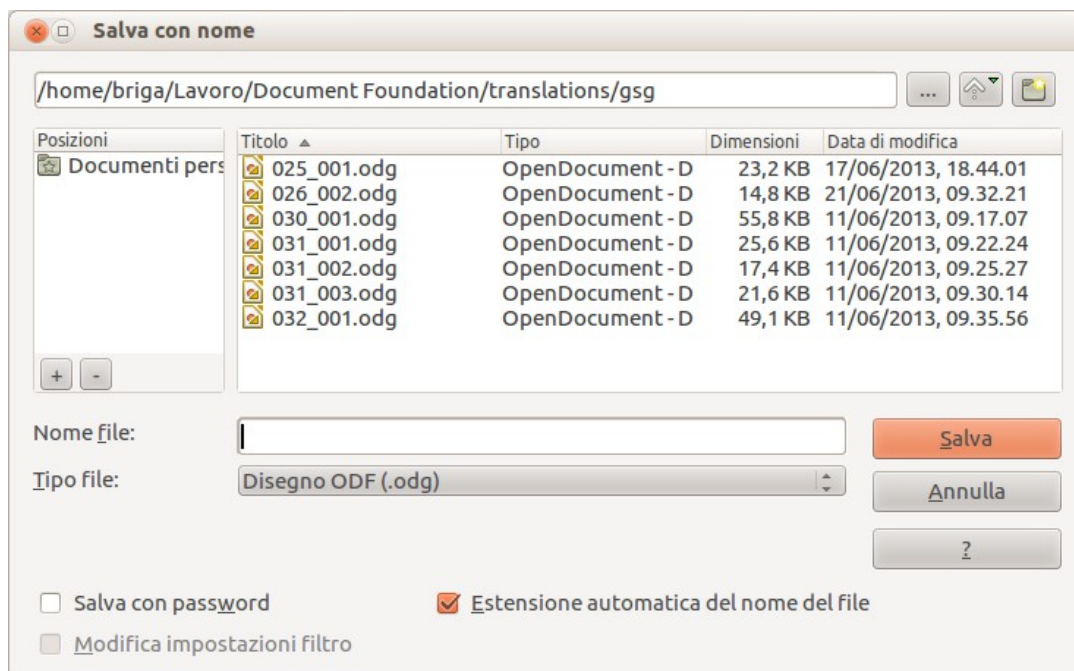 Salva con nome
/home/briga/Lavoro/Document Foundation/translations/gsg ...
Posizioni Titolo Tipo Dimensioni Data di modifica
Documenti pers 025_001.odg OpenDocument - D 23,2 KB 17/06/2013, 18.44.01
026_002.odg OpenDocument - D 14,8 KB 21/06/2013, 09.32.21
030_001.odg OpenDocument - D 55,8 KB 11/06/2013, 09.17.07
031_001.odg OpenDocument - D 25,6 KB 11/06/2013, 09.22.24
031_002.odg OpenDocument - D 17,4 KB 11/06/2013, 09.25.27
031_003.odg OpenDocument - D 21,6 KB 11/06/2013, 09.30.14
032_001.odg OpenDocument - D 49,1 KB 11/06/2013, 09.35.56
+ -
Nome file: Salva
Tipo file: Disegno ODF (.odg) Annulla
?
Salva con password Estensione automatica del nome del file
Modifica impostazioni filtro